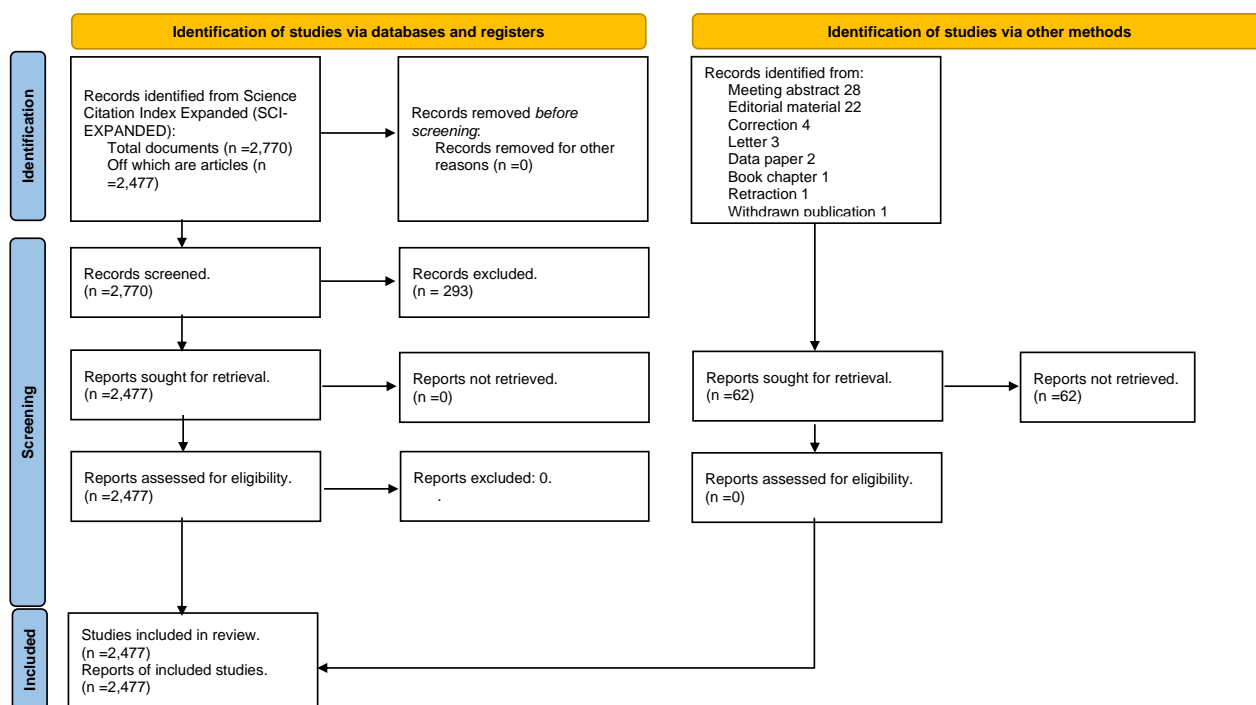 Identification of studies via databases and registers
Identification of studies via other methods
Identification
Records identified from Science
Citation Index Expanded (SCI-
EXPANDED):
Total documents (n =2,770)
Off which are articles (n
=2,477)
Records removed before
screening:
Records removed for other
reasons (n =0)
Records identified from:
Meeting abstract 28
Editorial material 22
Correction 4
Letter 3
Data paper 2
Book chapter 1
Retraction 1
Withdrawn publication 1
Screening
Records screened.
(n =2,770)
Records excluded.
(n = 293)
Reports sought for retrieval.
(n =2,477)
Reports not retrieved.
(n =0)
Reports sought for retrieval.
(n =62)
Reports not retrieved.
(n =62)
Reports assessed for eligibility.
(n =2,477)
Reports excluded: 0.
.
Reports assessed for eligibility.
(n =0)
Included
Studies included in review.
(n =2,477)
Reports of included studies.
(n =2,477)